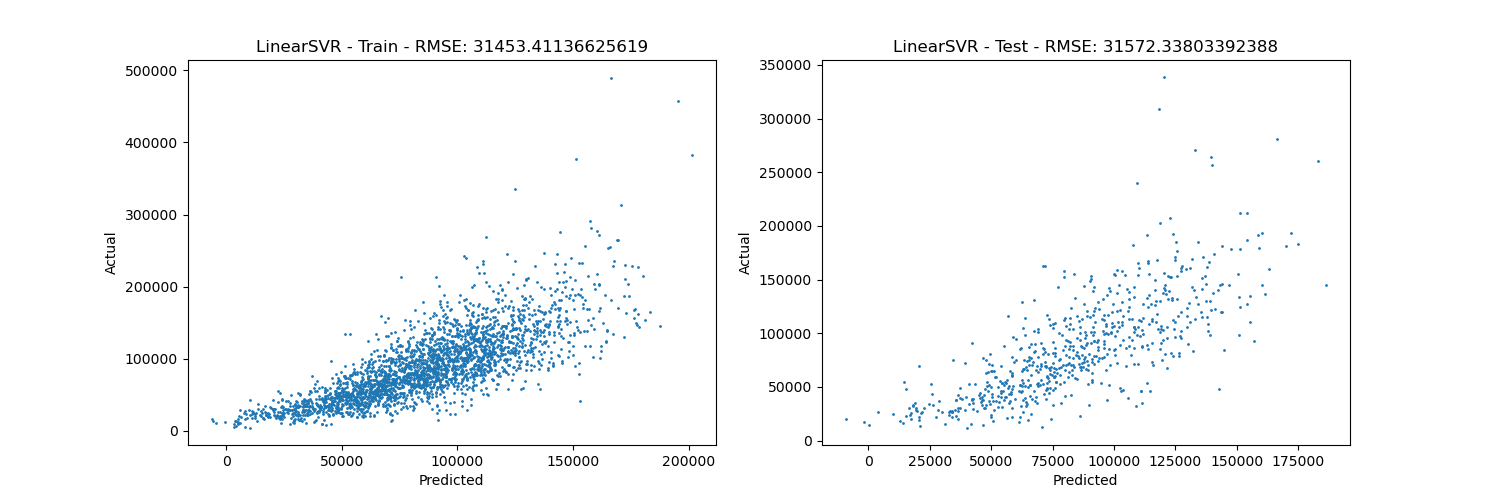 LinearSVR - Train - RMSE: 31453.41136625619
500000
400000
300000
200000
100000
0
Actual
0 50000 100000 150000 200000
Predicted
LinearSVR - Test - RMSE: 31572.33803392388
350000
300000
250000
200000
150000
100000
50000
0
Actual
0 25000 50000 75000 100000 125000 150000 175000
Predicted